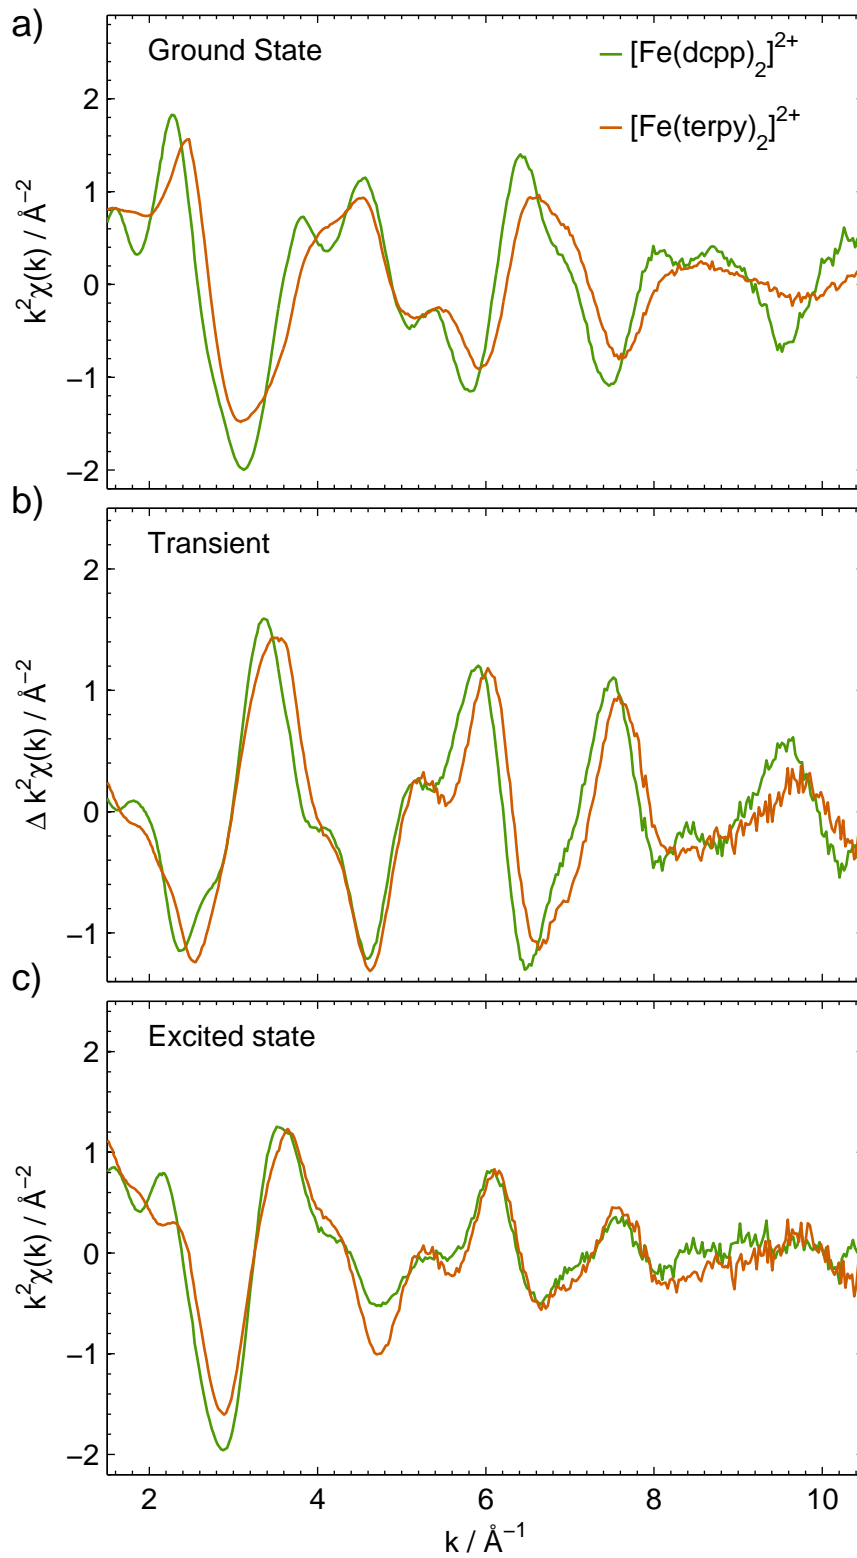 a)
Ground State
[Fe(dcpp)₂]²⁺
[Fe(terpy)₂]²⁺
2
1
0
−1
−2
k²χ(k) / Å⁻²
b)
Transient
2
1
0
−1
Δ k²χ(k) / Å⁻²
c)
Excited state
2
1
0
−1
−2
k²χ(k) / Å⁻²
2 4 6 8 10
k / Å⁻¹